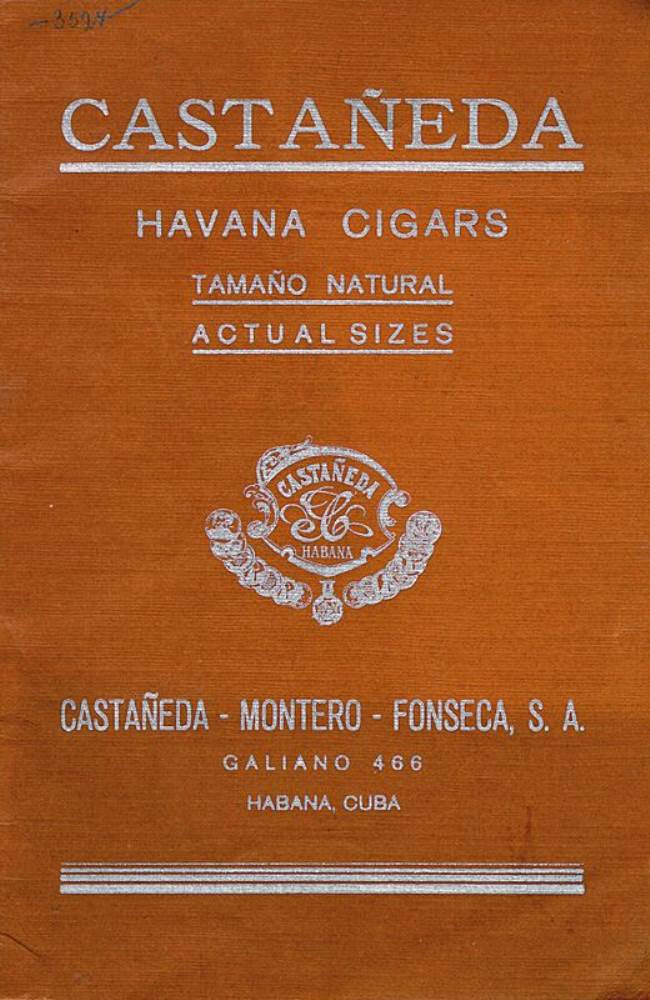 CASTAÑEDA
HAVANA CIGARS
TAMAÑO NATURAL
ACTUAL SIZES
CASTAÑEDA
HABANA
CASTAÑEDA - MONTERO - FONSECA, S. A.
GALIANO 466
HABANA, CUBA